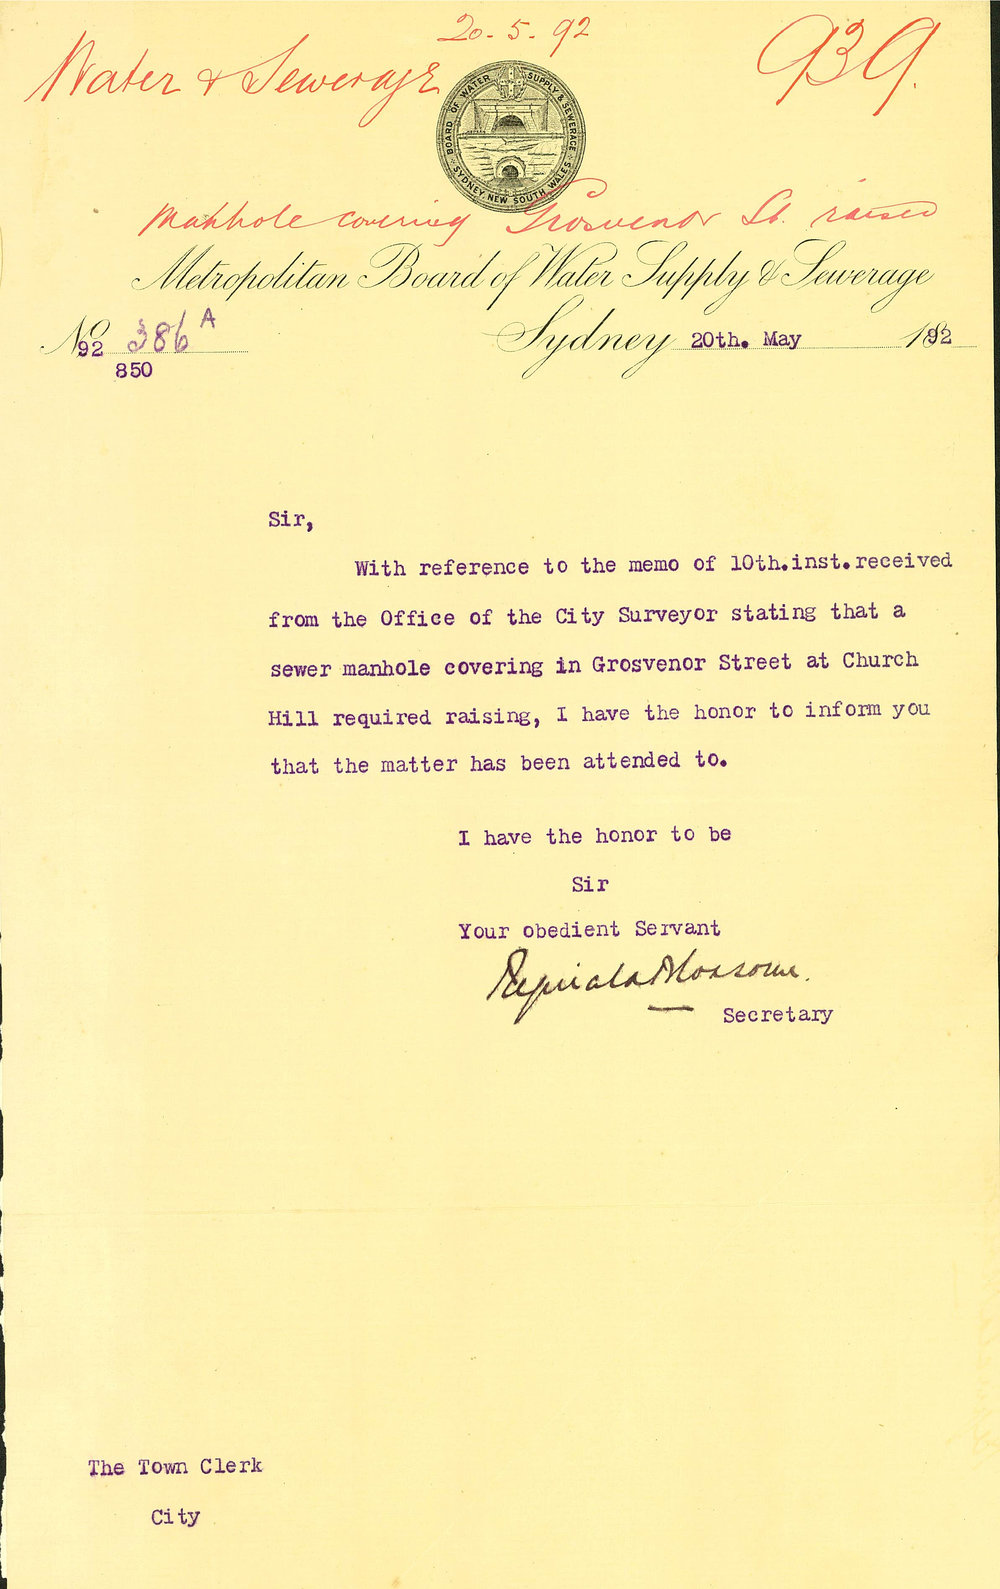 20-5-92
Water & Sewerage
939.
BOARD OF WATER SUPPLY & SEWERAGE
SYDNEY, NEW SOUTH WALES
Manhole covering Grosvenor St. raised
Metropolitan Board of Water Supply & Sewerage
No 92 386A
850
Sydney 20th. May 1892
Sir,
With reference to the memo of 10th.inst.received
from the Office of the City Surveyor stating that a
sewer manhole covering in Grosvenor Street at Church
Hill required raising, I have the honor to inform you
that the matter has been attended to.
I have the honor to be
Sir
Your obedient Servant
Secretary
The Town Clerk
City